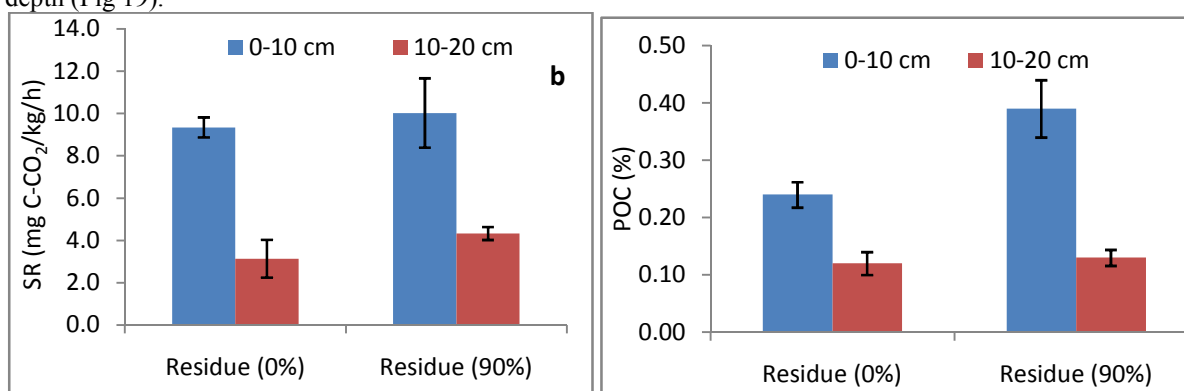 depth (Fig 19).
14.0
12.0
10.0
8.0
6.0
4.0
2.0
0.0
SR (mg C-CO₂/kg/h)
0-10 cm 10-20 cm
b
Residue (0%) Residue (90%)
0.50
0.40
0.30
0.20
0.10
0.00
POC (%)
0-10 cm 10-20 cm
Residue (0%) Residue (90%)